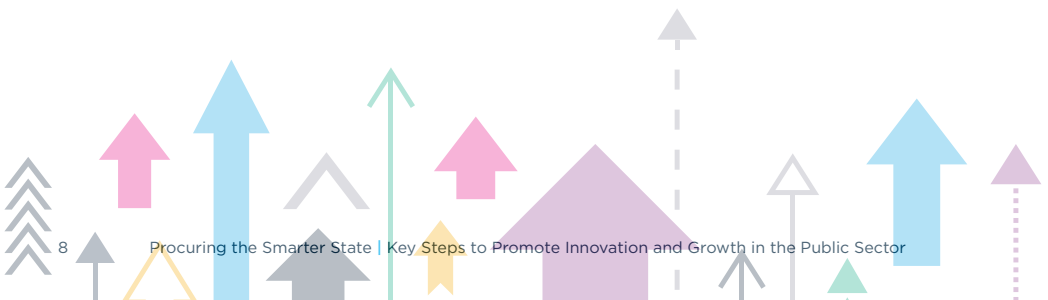 8 Procuring the Smarter State | Key Steps to Promote Innovation and Growth in the Public Sector